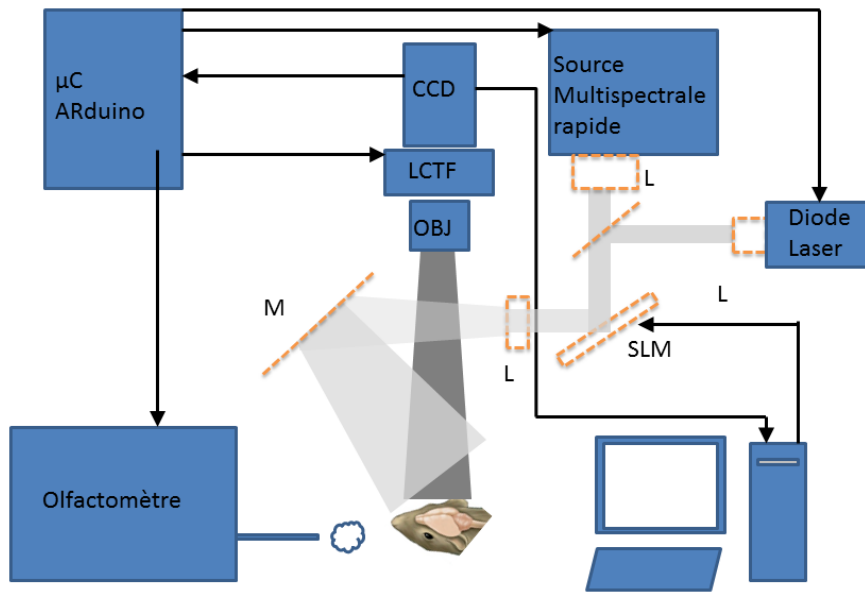 µC
ARduino
CCD
Source
Multispectrale
rapide
LCTF
L
OBJ
Diode
Laser
M
L
SLM
L
Olfactomètre